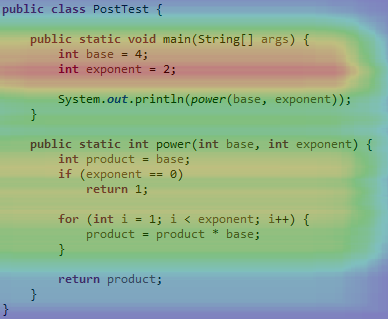 public class PostTest {
public static void main(String[] args) {
int base = 4;
int exponent = 2;
System.out.println(power(base, exponent));
}
public static int power(int base, int exponent) {
int product = base;
if (exponent == 0)
return 1;
for (int i = 1; i < exponent; i++) {
product = product * base;
}
return product;
}
}